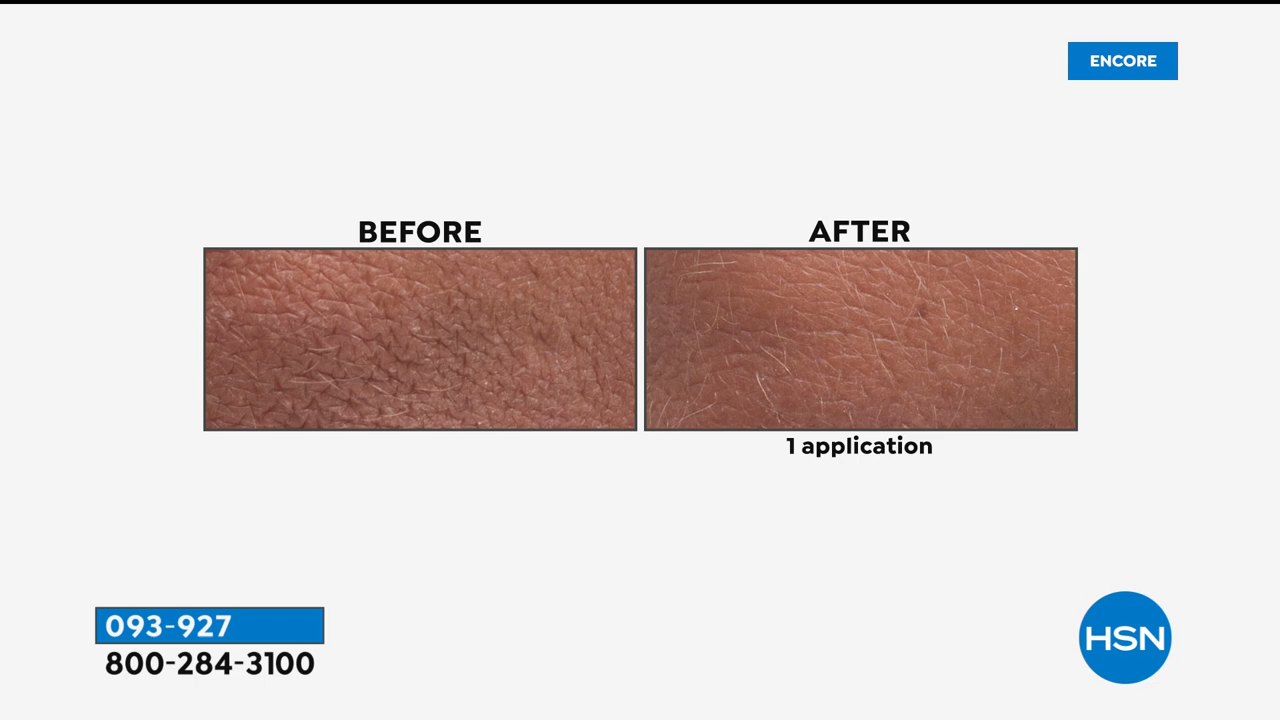 ENCORE
BEFORE
AFTER
1 application
093-927
800-284-3100
HSN